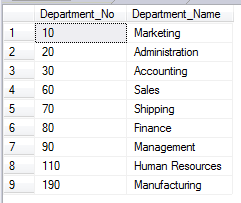 Department_No Department_Name
1 10 Marketing
2 20 Administration
3 30 Accounting
4 60 Sales
5 70 Shipping
6 80 Finance
7 90 Management
8 110 Human Resources
9 190 Manufacturing